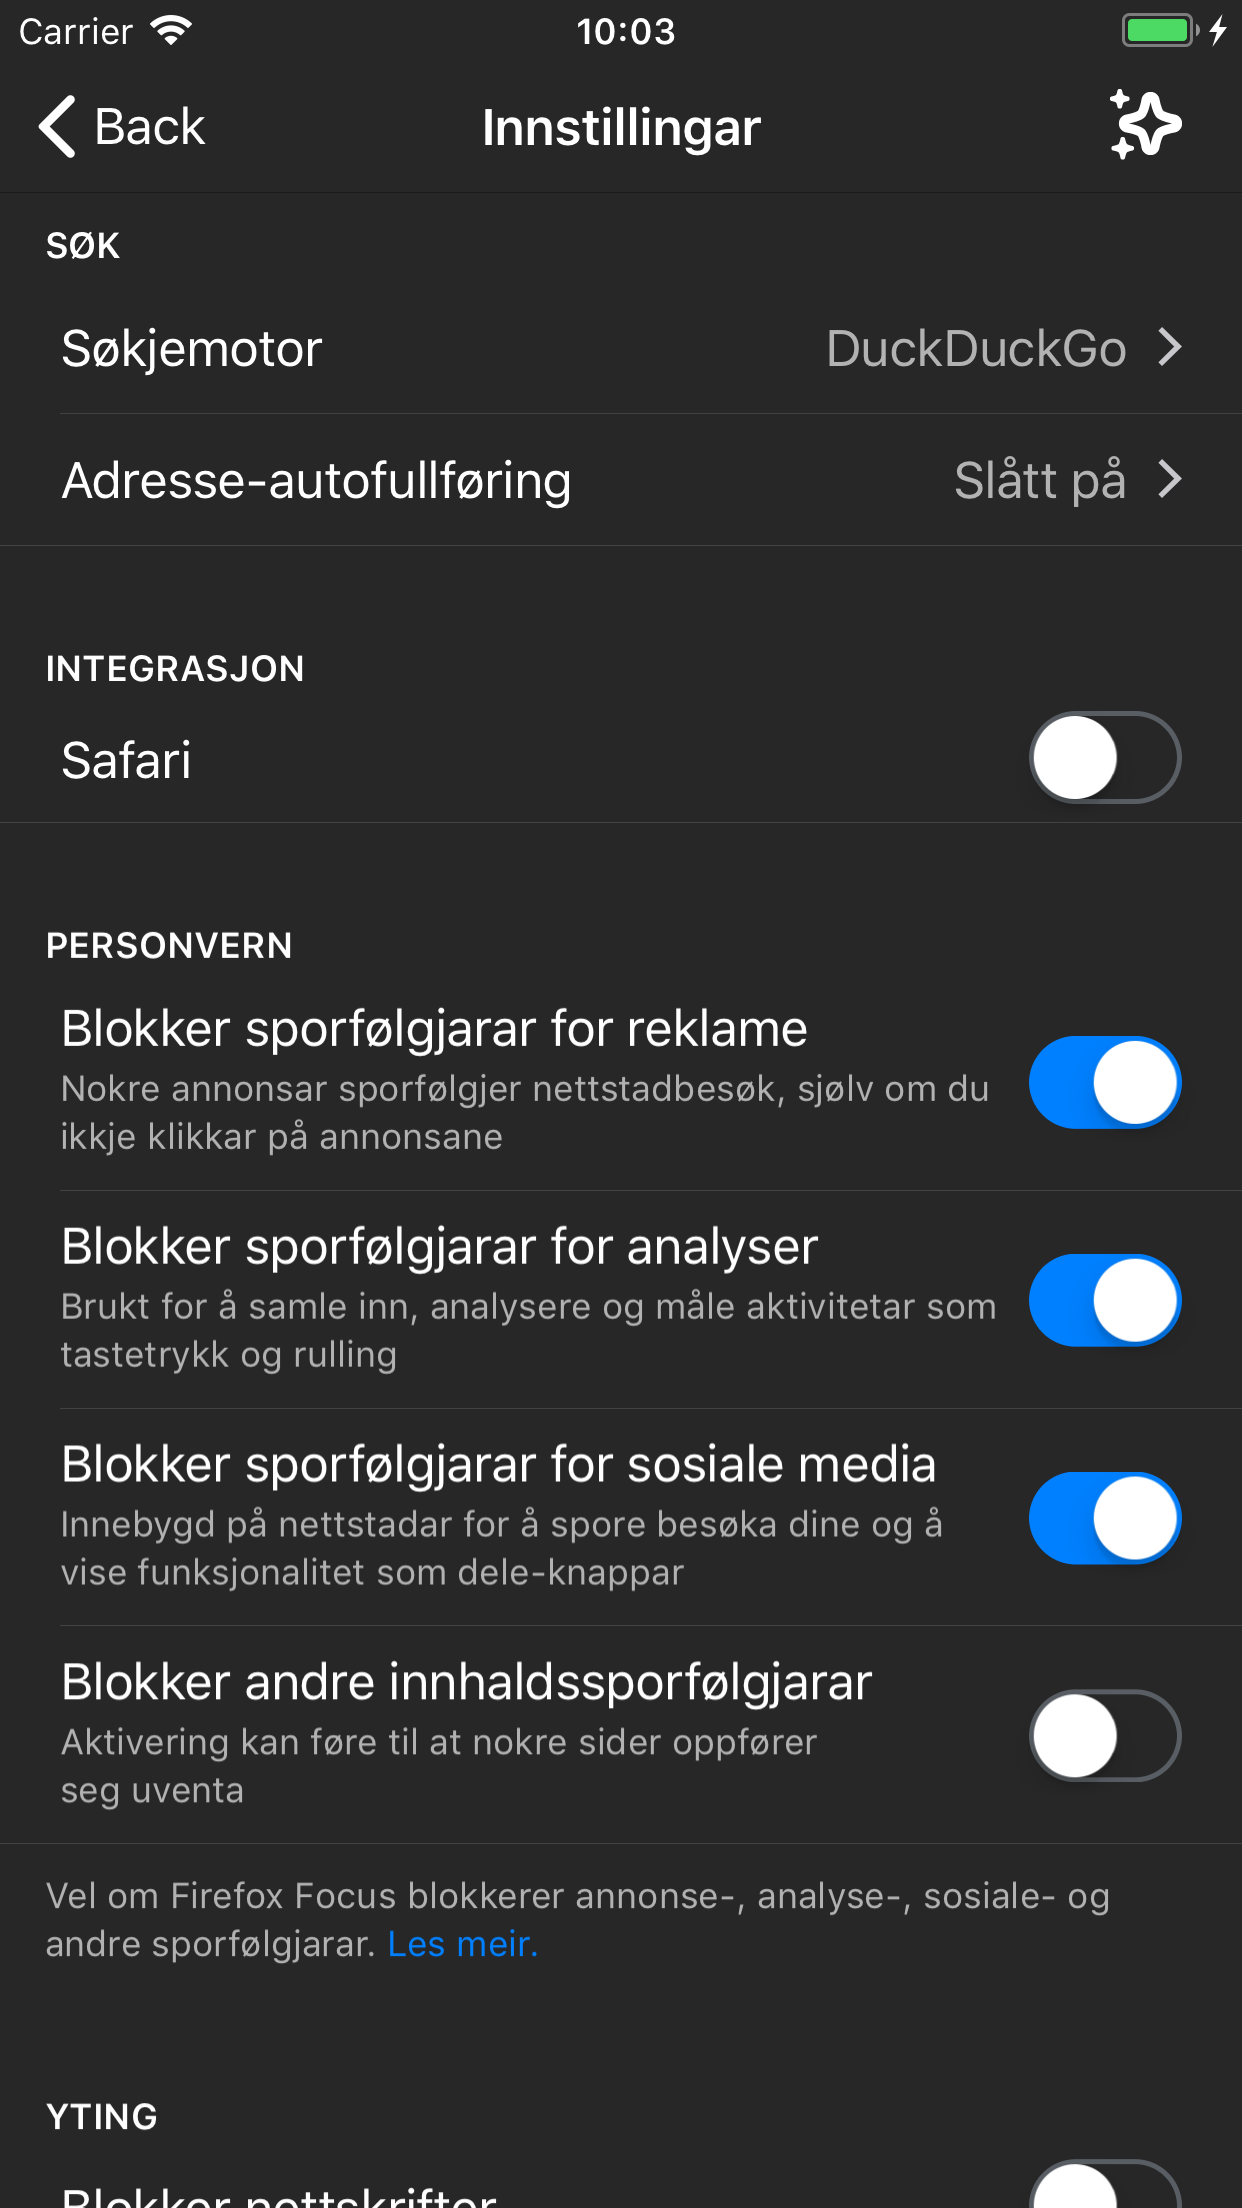 Carrier 10:03
Back Innstillingar
SØK
Søkjemotor DuckDuckGo
Adresse-autofullføring Slått på
INTEGRASJON
Safari
PERSONVERN
Blokker sporfølgjarar for reklame
Nokre annonsar sporfølgjer nettstadbesøk, sjølv om du
ikkje klikkar på annonsane
Blokker sporfølgjarar for analyser
Brukt for å samle inn, analysere og måle aktivitetar som
tastetrykk og rulling
Blokker sporfølgjarar for sosiale media
Innebygd på nettstadar for å spore besøka dine og å
vise funksjonalitet som dele-knappar
Blokker andre innhaldssporfølgjarar
Aktivering kan føre til at nokre sider oppfører
seg uventa
Vel om Firefox Focus blokkerer annonse-, analyse-, sosiale- og
andre sporfølgjarar. Les meir.
YTING
Blokker nettskrifter